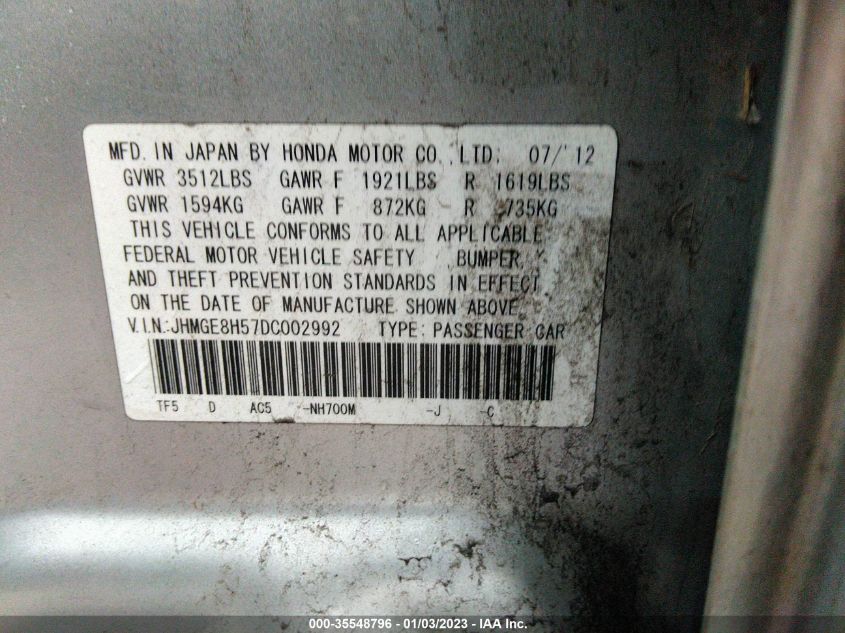 MFD. IN JAPAN BY HONDA MOTOR CO., LTD. 07/'12
GVWR 3512LBS GAWR F 1921LBS R 1619LBS
GVWR 1594KG GAWR F 872KG R 735KG
THIS VEHICLE CONFORMS TO ALL APPLICABLE
FEDERAL MOTOR VEHICLE SAFETY, BUMPER,
AND THEFT PREVENTION STANDARDS IN EFFECT
ON THE DATE OF MANUFACTURE SHOWN ABOVE.
V.I.N.:JHMGE8H57DC002992 TYPE: PASSENGER CAR
TF5 D AC5 -NH700M -J -C
000-35548796 - 01/03/2023 - IAA Inc.